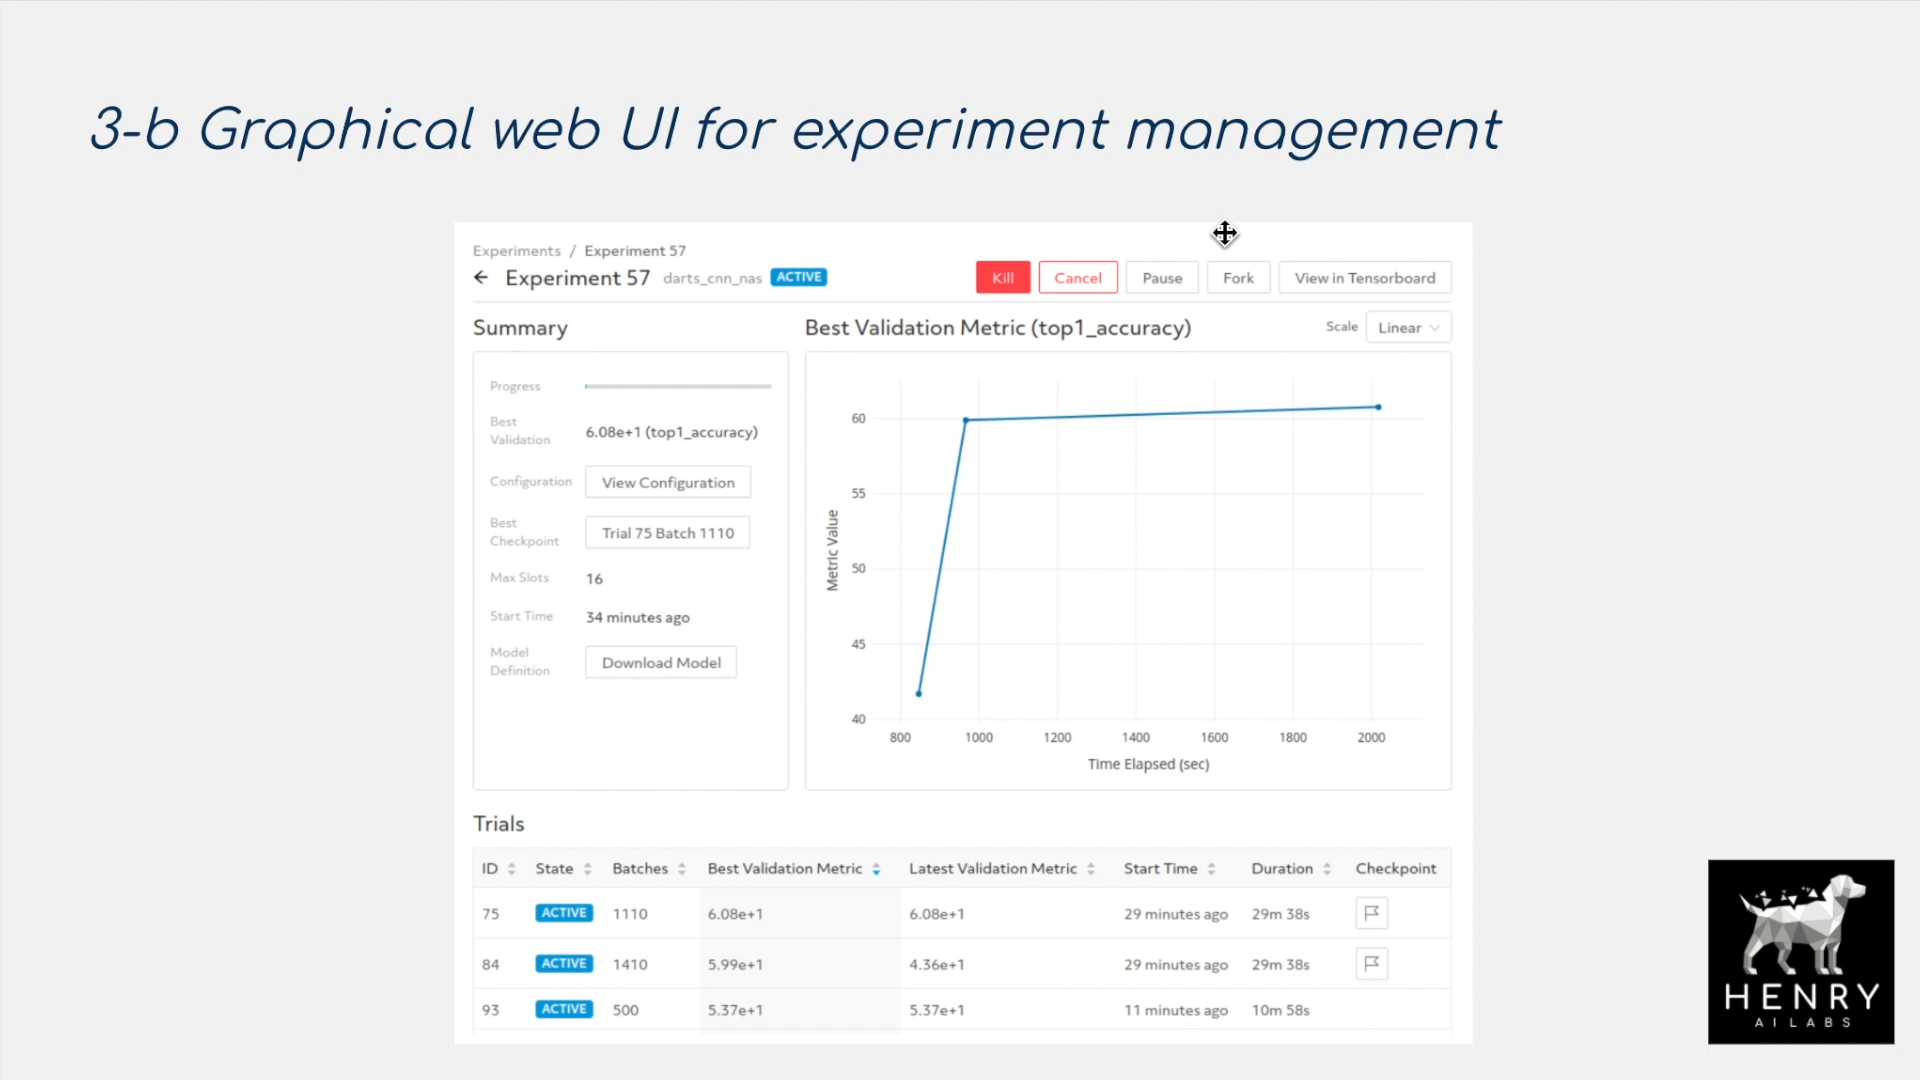 3-b Graphical web UI for experiment management
Experiments / Experiment 57
Experiment 57 darts_cnn_nas ACTIVE
Kill Cancel Pause Fork View in Tensorboard
Summary
Progress
Best Validation 6.08e+1 (top1_accuracy)
Configuration View Configuration
Best Checkpoint Trial 75 Batch 1110
Max Slots 16
Start Time 34 minutes ago
Model Definition Download Model
Best Validation Metric (top1_accuracy)
Scale Linear
Metric Value
60
55
50
45
40
800 1000 1200 1400 1600 1800 2000
Time Elapsed (sec)
Trials
ID State Batches Best Validation Metric Latest Validation Metric Start Time Duration Checkpoint
75 ACTIVE 1110 6.08e+1 6.08e+1 29 minutes ago 29m 38s
84 ACTIVE 1410 5.99e+1 4.36e+1 29 minutes ago 29m 38s
93 ACTIVE 500 5.37e+1 5.37e+1 11 minutes ago 10m 58s
HENRY
AI LABS